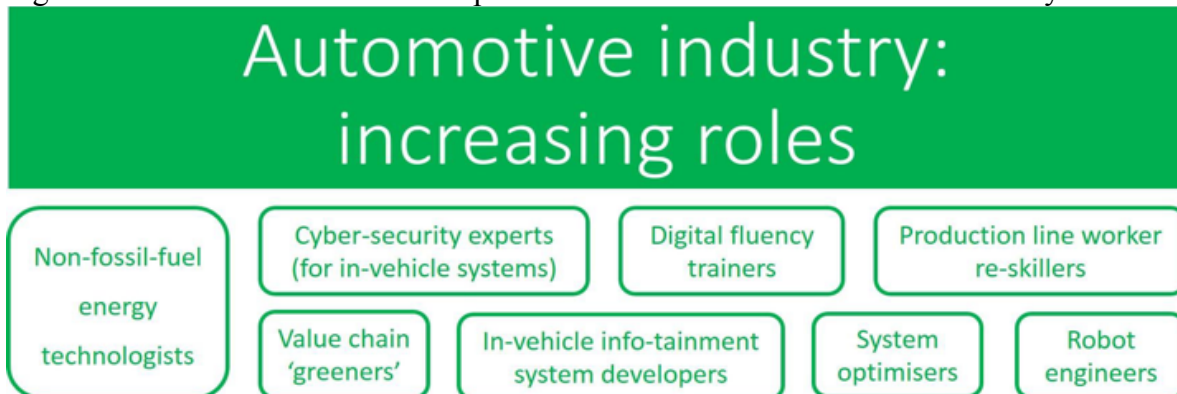 Automotive industry:
increasing roles
Non-fossil-fuel
energy
technologists
Cyber-security experts
(for in-vehicle systems)
Digital fluency
trainers
Production line worker
re-skillers
Value chain
‘greeners’
In-vehicle info-tainment
system developers
System
optimisers
Robot
engineers